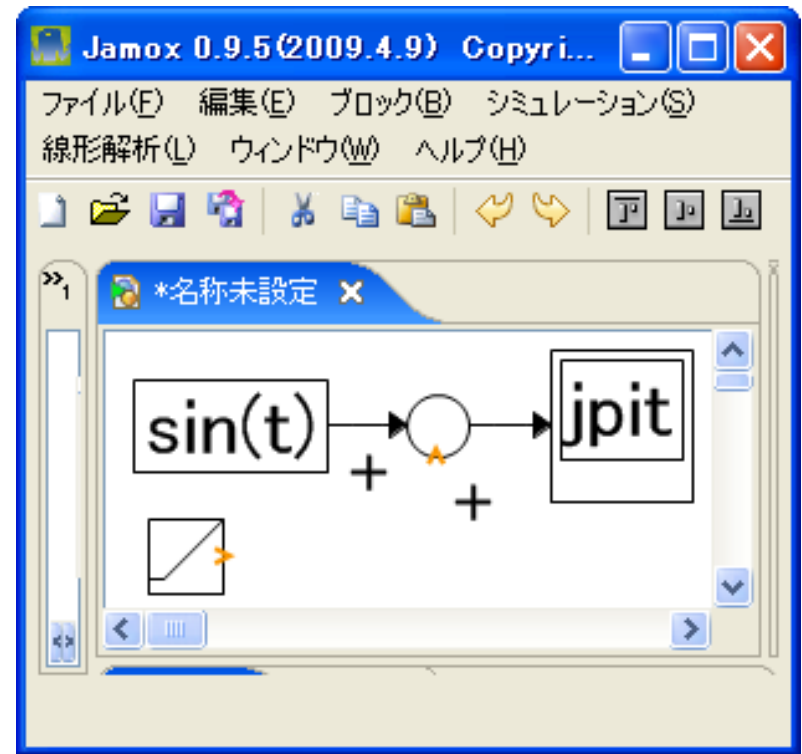 Jamox 0.9.5(2009.4.9) Copyri...
ファイル(F) 編集(E) ブロック(B) シミュレーション(S)
線形解析(L) ウィンドウ(W) ヘルプ(H)
»1
*名称未設定
sin(t)
jpit
+
+